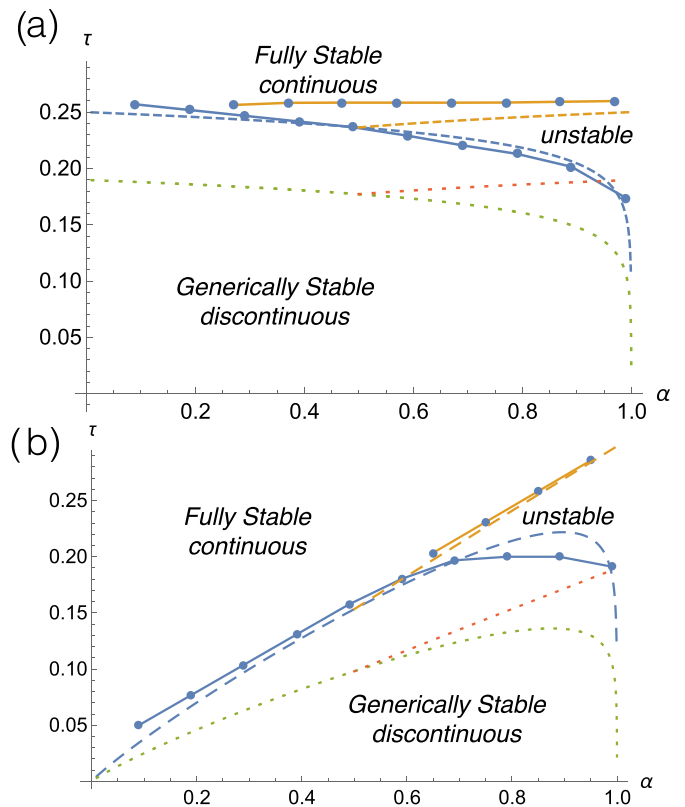 (a)
τ
Fully Stable
continuous
0.25
unstable
0.20
0.15
Generically Stable
discontinuous
0.10
0.05
0.2 0.4 0.6 0.8 1.0 α
(b)
τ
0.25
Fully Stable
continuous
unstable
0.20
0.15
0.10
Generically Stable
discontinuous
0.05
0.2 0.4 0.6 0.8 1.0 α